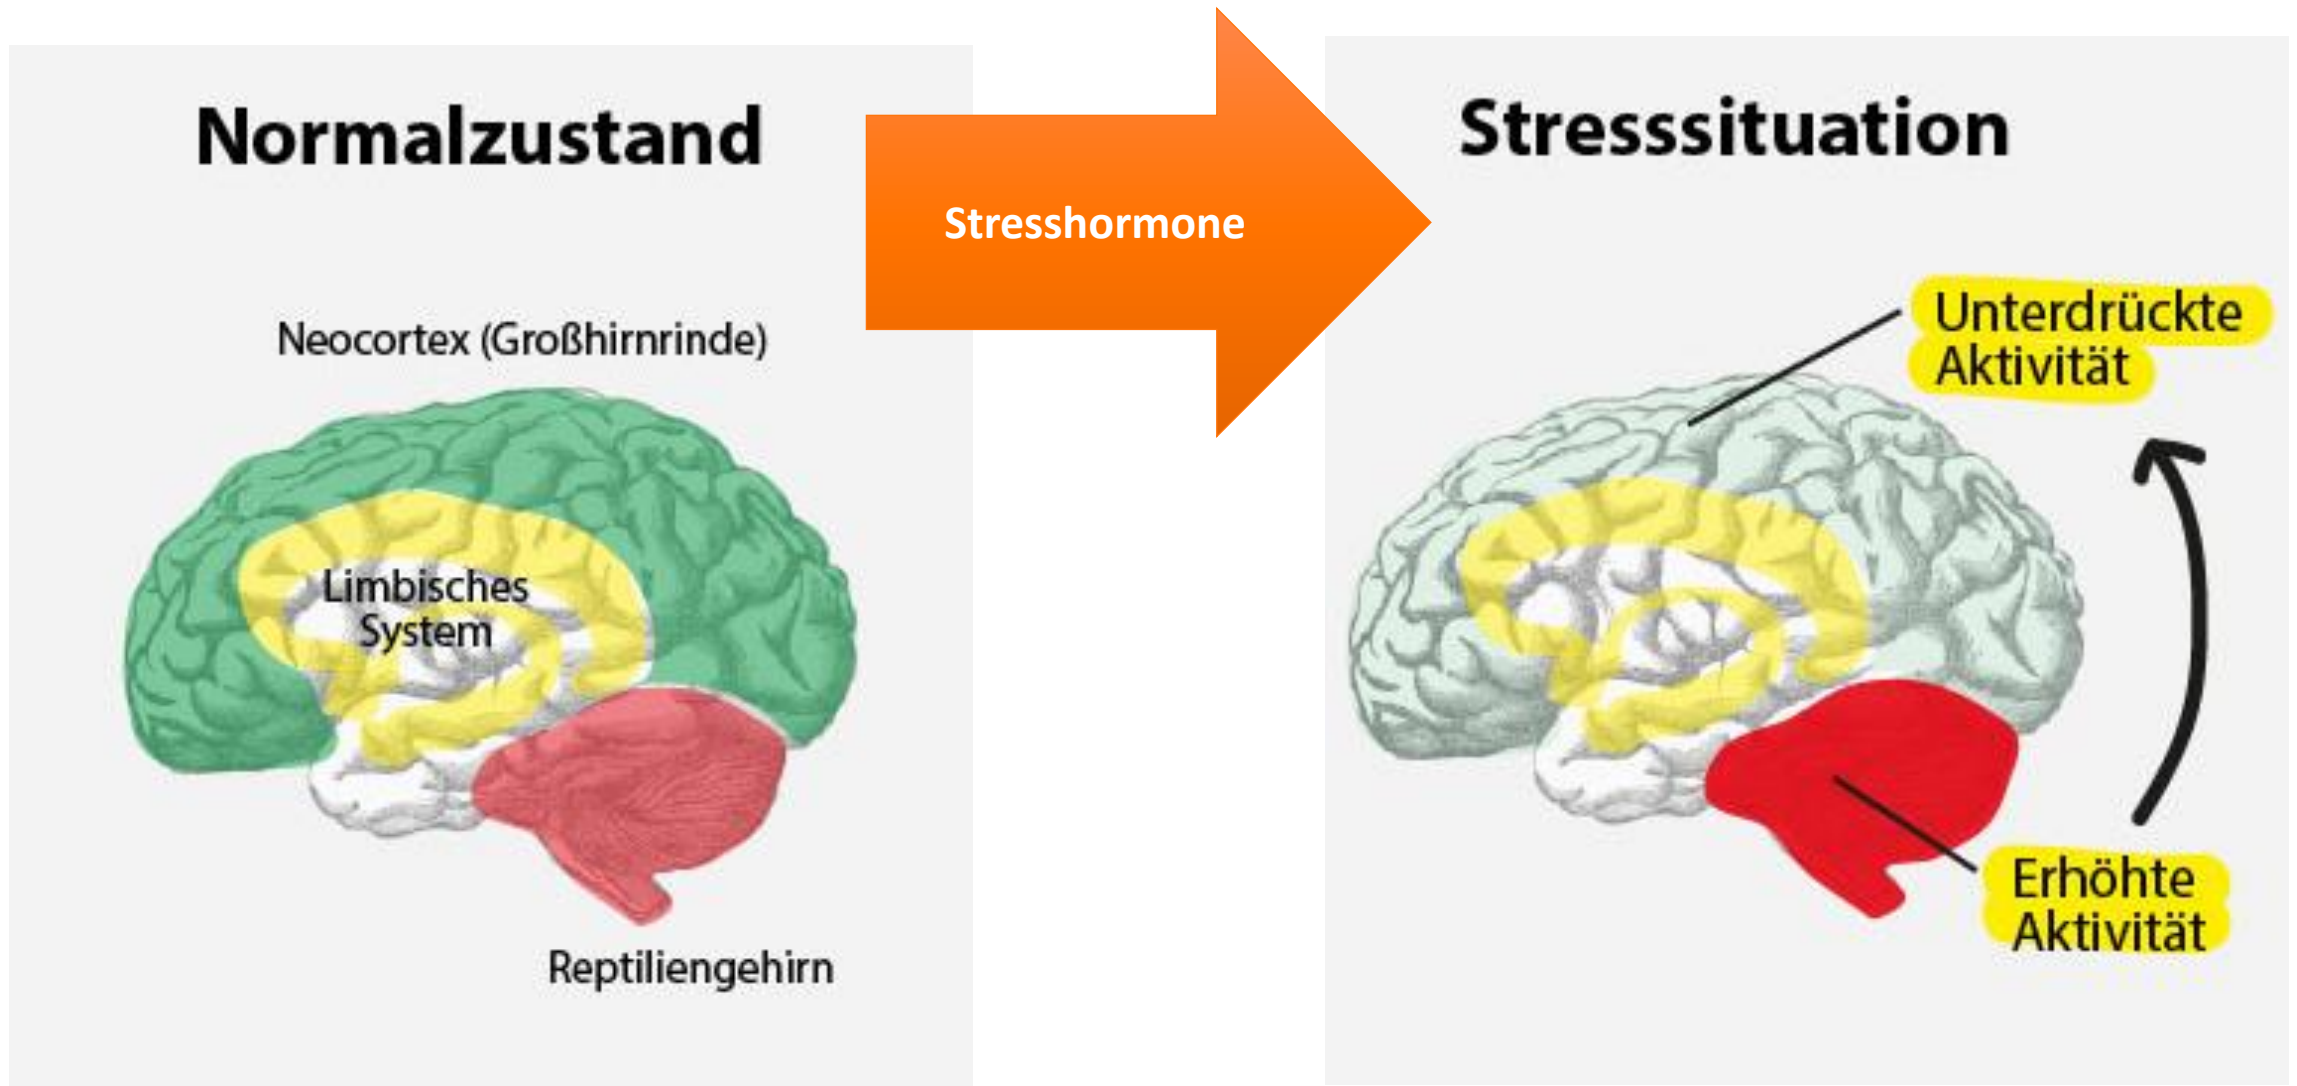 Normalzustand
Stresshormone
Stresssituation
Neocortex (Großhirnrinde)
Limbisches
System
Reptiliengehirn
Unterdrückte
Aktivität
Erhöhte
Aktivität